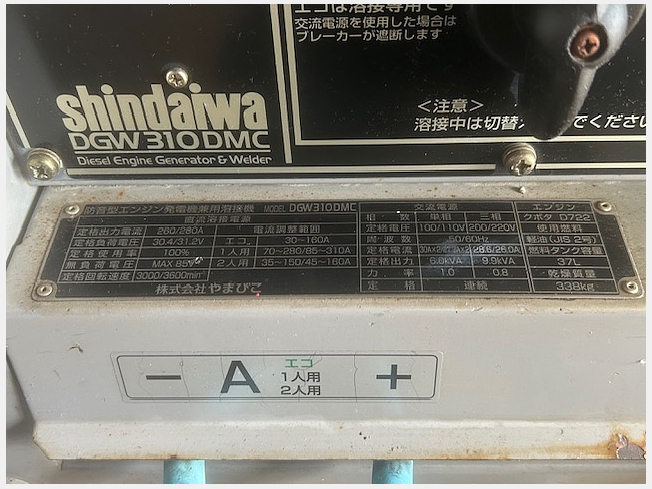 エコは溶接専用です
交流電源を使用した場合は
ブレーカーが遮断します
shindaiwa
DGW310DMC
Diesel Engine Generator & Welder
<注意>
溶接中は切替 でください
防音型エンジン発電機兼用溶接機 MODEL DGW310DMC
直流溶接電源
定格出力電流 260/280A 電流調整範囲
定格負荷電圧 30.4/31.2V エコ 30〜160A
定格使用率 100% 1人用 70〜280/85〜310A
無負荷電圧 MAX 85V 2人用 35〜150/45〜160A
定格回転速度 3000/3600min⁻¹
株式会社 やまびこ
交流電源
相数 単相 三相
定格電圧 100/110V 200/220V
周波数 50/60Hz
定格電流 28.6/26.0A
定格出力 6.0kVA 9.9kVA
力率 1.0 0.8
定格 連続
エンジン
クボタ D722
使用燃料
軽油(JIS 2号)
燃料タンク容量
37L
乾燥質量
338kg
− A エコ +
1人用
2人用